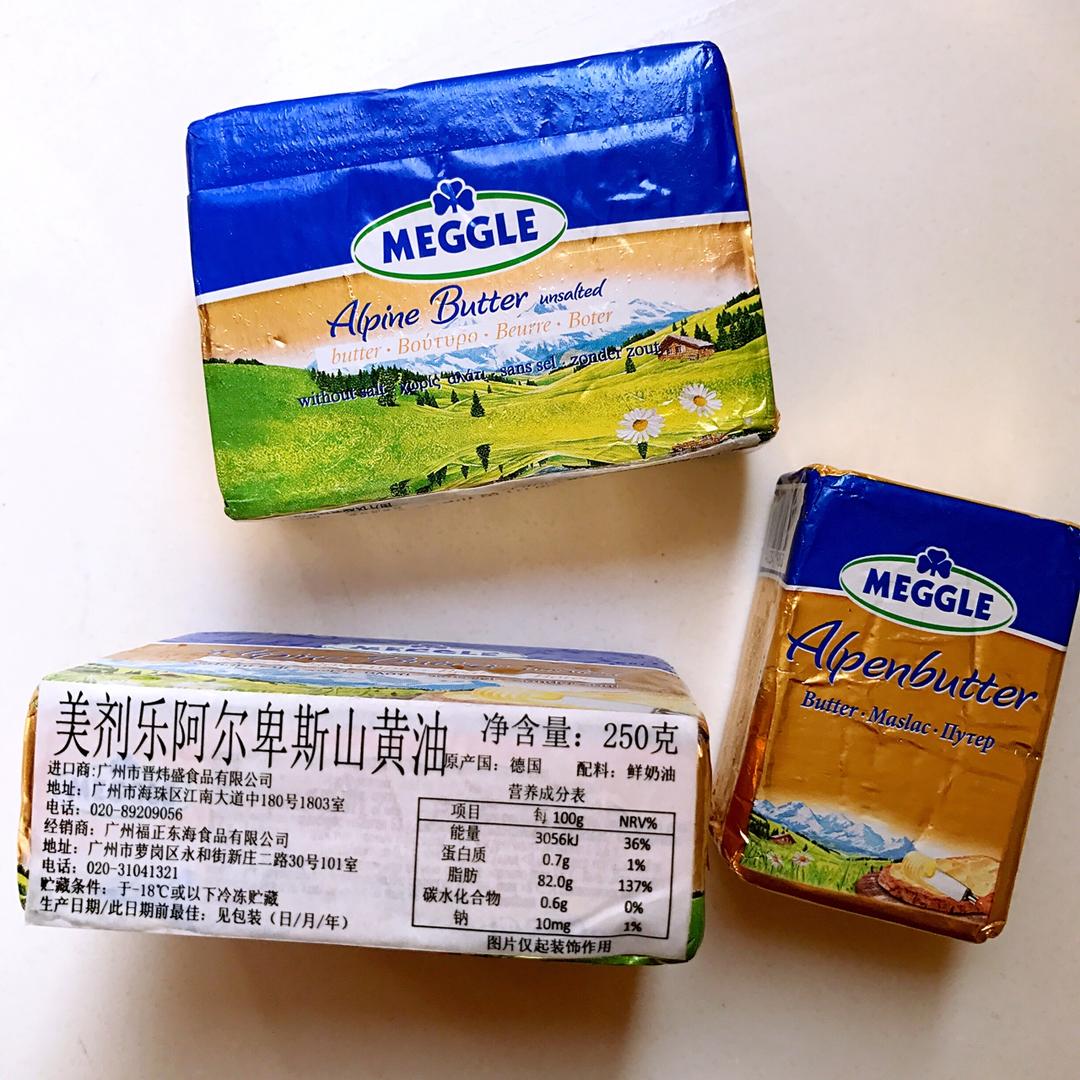 MEGGLE
Alpine Butter unsalted
butter · Βούτυρο · Beurre · Boter
without salt · χωρίς αλάτι · sans sel · zonder zout
MEGGLE
Alpenbutter
Butter · Maslac · Путер
美剂乐阿尔卑斯山黄油
净含量：250克
原产国：德国 配料：鲜奶油
进口商:广州市晋炜盛食品有限公司
地址：广州市海珠区江南大道中180号1803室
电话：020-89209056
经销商：广州福正东海食品有限公司
地址：广州市萝岗区永和街新庄二路30号101室
电话：020-31041321
贮藏条件：于-18℃或以下冷冻贮藏
生产日期/此日期前最佳：见包装（日/月/年）
营养成分表
项目 每 100g NRV%
能量 3056kJ 36%
蛋白质 0.7g 1%
脂肪 82.0g 137%
碳水化合物 0.6g 0%
钠 10mg 1%
图片仅起装饰作用